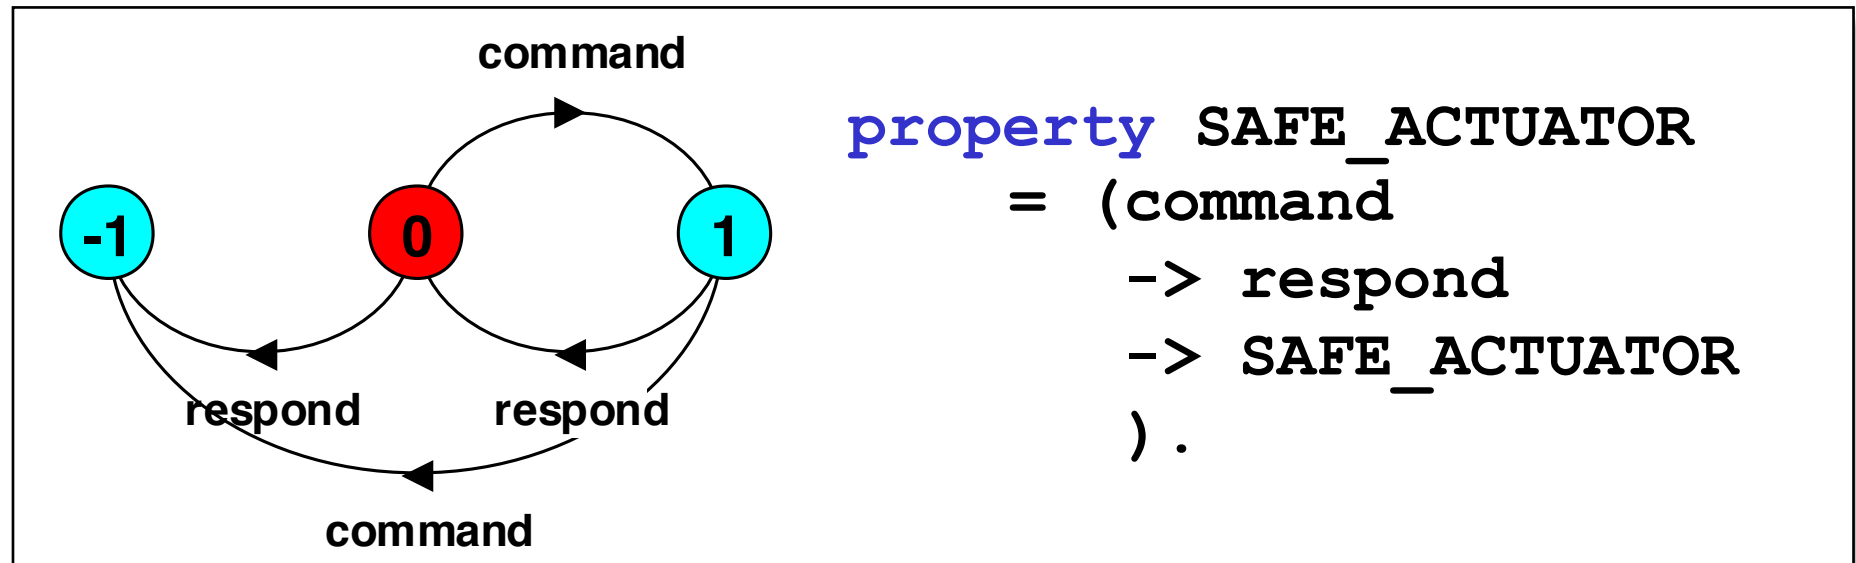 command
-1
0
1
respond
respond
command
property SAFE_ACTUATOR
= (command
-> respond
-> SAFE_ACTUATOR
).